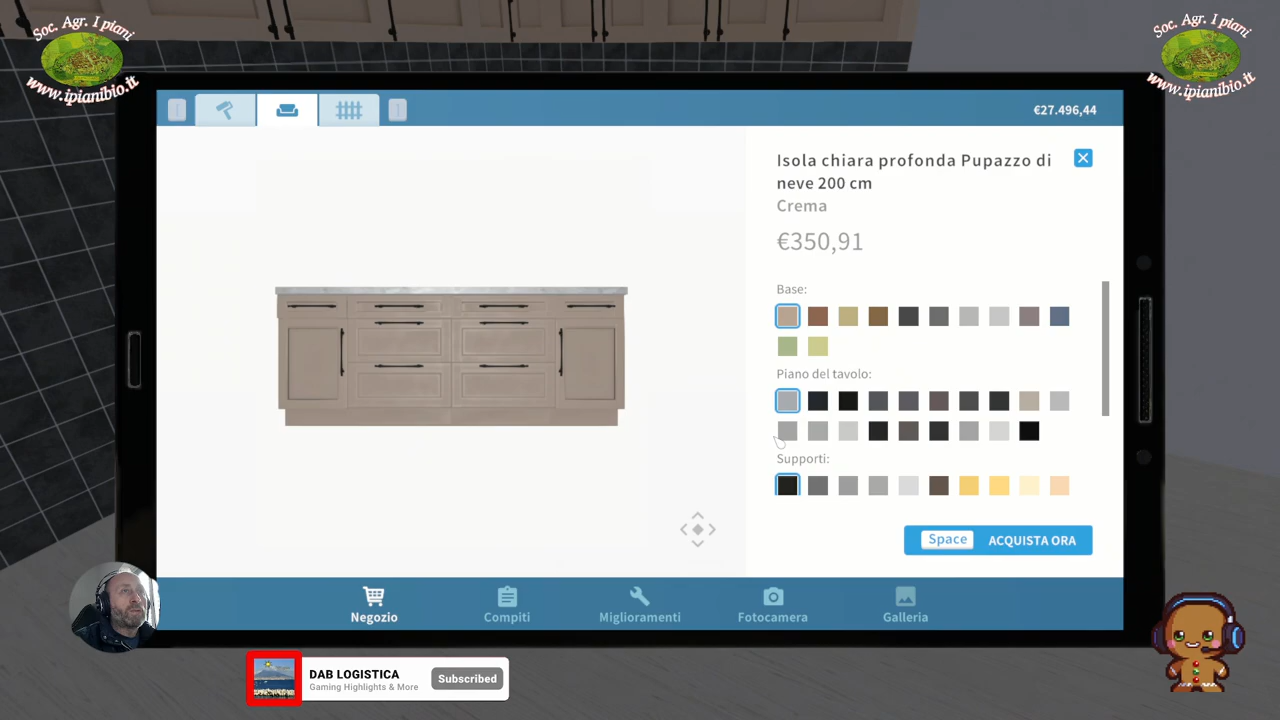 Soc. Agr. I piani
www.ipianibio.it
Soc. Agr. I piani
www.ipianibio.it
€27.496,44
Isola chiara profonda Pupazzo di
neve 200 cm
Crema
€350,91
Base:
Piano del tavolo:
Supporti:
Space ACQUISTA ORA
Negozio
Compiti
Miglioramenti
Fotocamera
Galleria
DAB LOGISTICA
Gaming Highlights & More
Subscribed